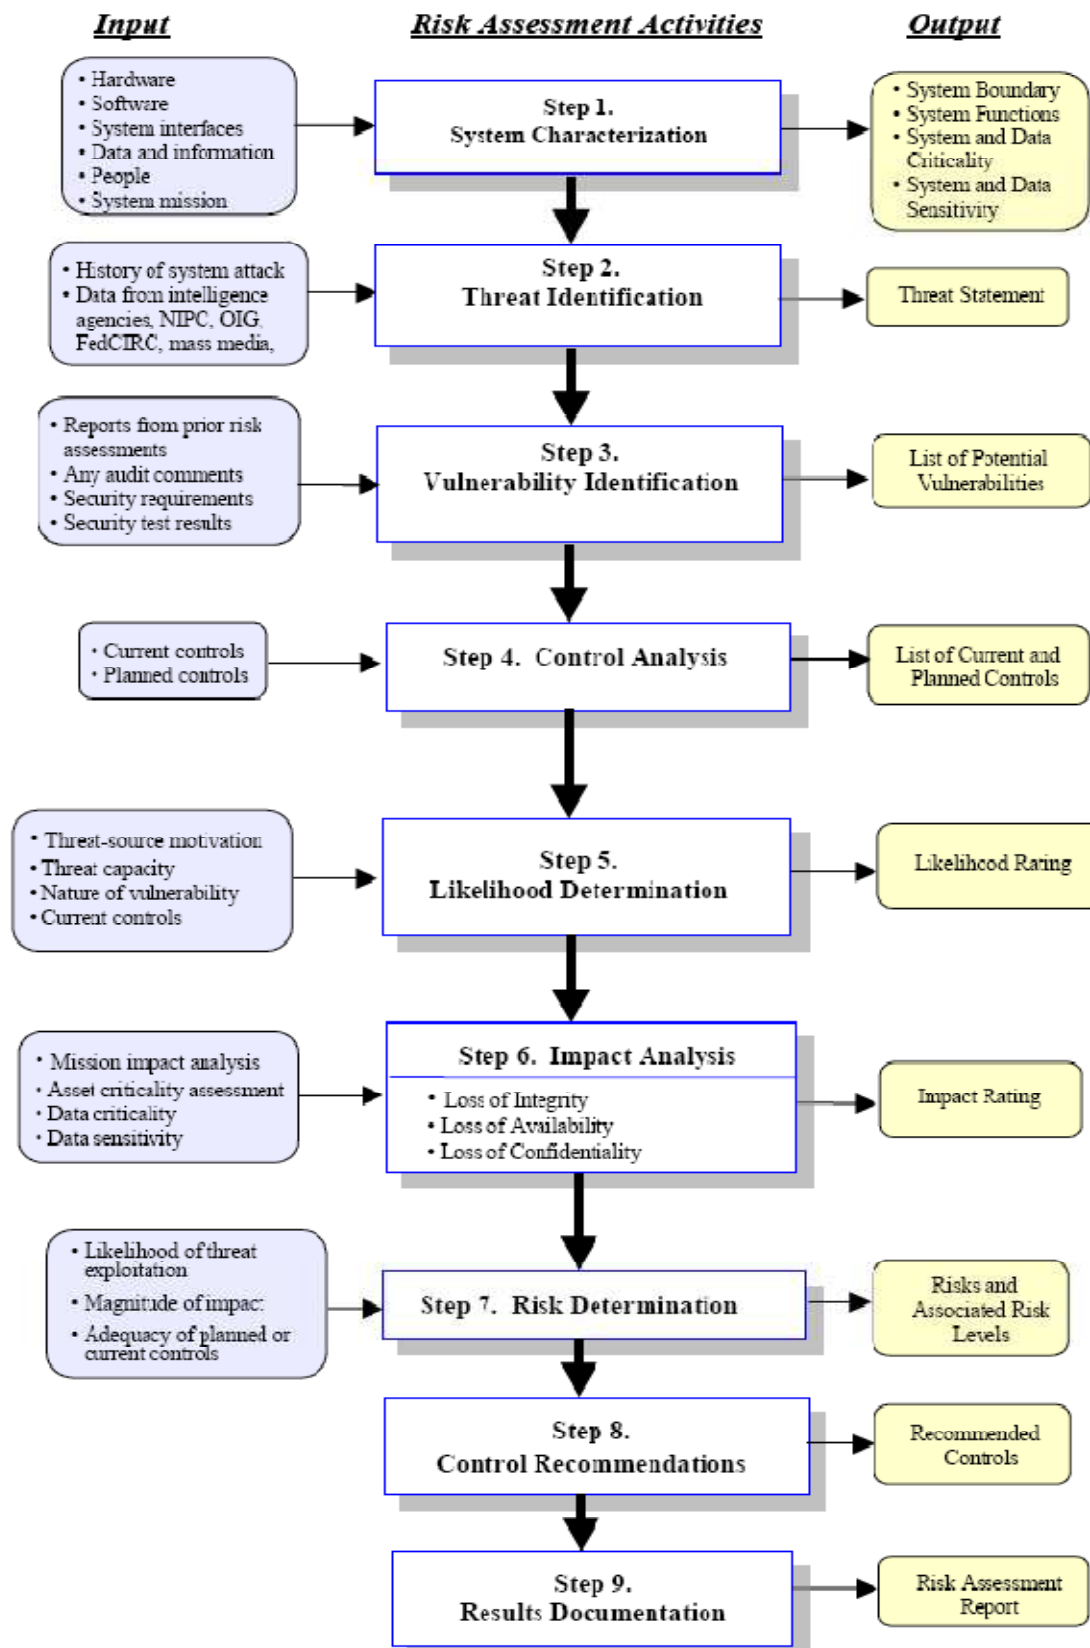 Input
Risk Assessment Activities
Output
• Hardware
• Software
• System interfaces
• Data and information
• People
• System mission
Step 1.
System Characterization
• System Boundary
• System Functions
• System and Data
Criticality
• System and Data
Sensitivity
• History of system attack
• Data from intelligence
agencies, NIPC, OIG,
FedCIRC, mass media,
Step 2.
Threat Identification
Threat Statement
• Reports from prior risk
assessments
• Any audit comments
• Security requirements
• Security test results
Step 3.
Vulnerability Identification
List of Potential
Vulnerabilities
• Current controls
• Planned controls
Step 4. Control Analysis
List of Current and
Planned Controls
• Threat-source motivation
• Threat capacity
• Nature of vulnerability
• Current controls
Step 5.
Likelihood Determination
Likelihood Rating
• Mission impact analysis
• Asset criticality assessment
• Data criticality
• Data sensitivity
Step 6. Impact Analysis
• Loss of Integrity
• Loss of Availability
• Loss of Confidentiality
Impact Rating
• Likelihood of threat
exploitation
• Magnitude of impact
• Adequacy of planned or
current controls
Step 7. Risk Determination
Risks and
Associated Risk
Levels
Step 8.
Control Recommendations
Recommended
Controls
Step 9.
Results Documentation
Risk Assessment
Report